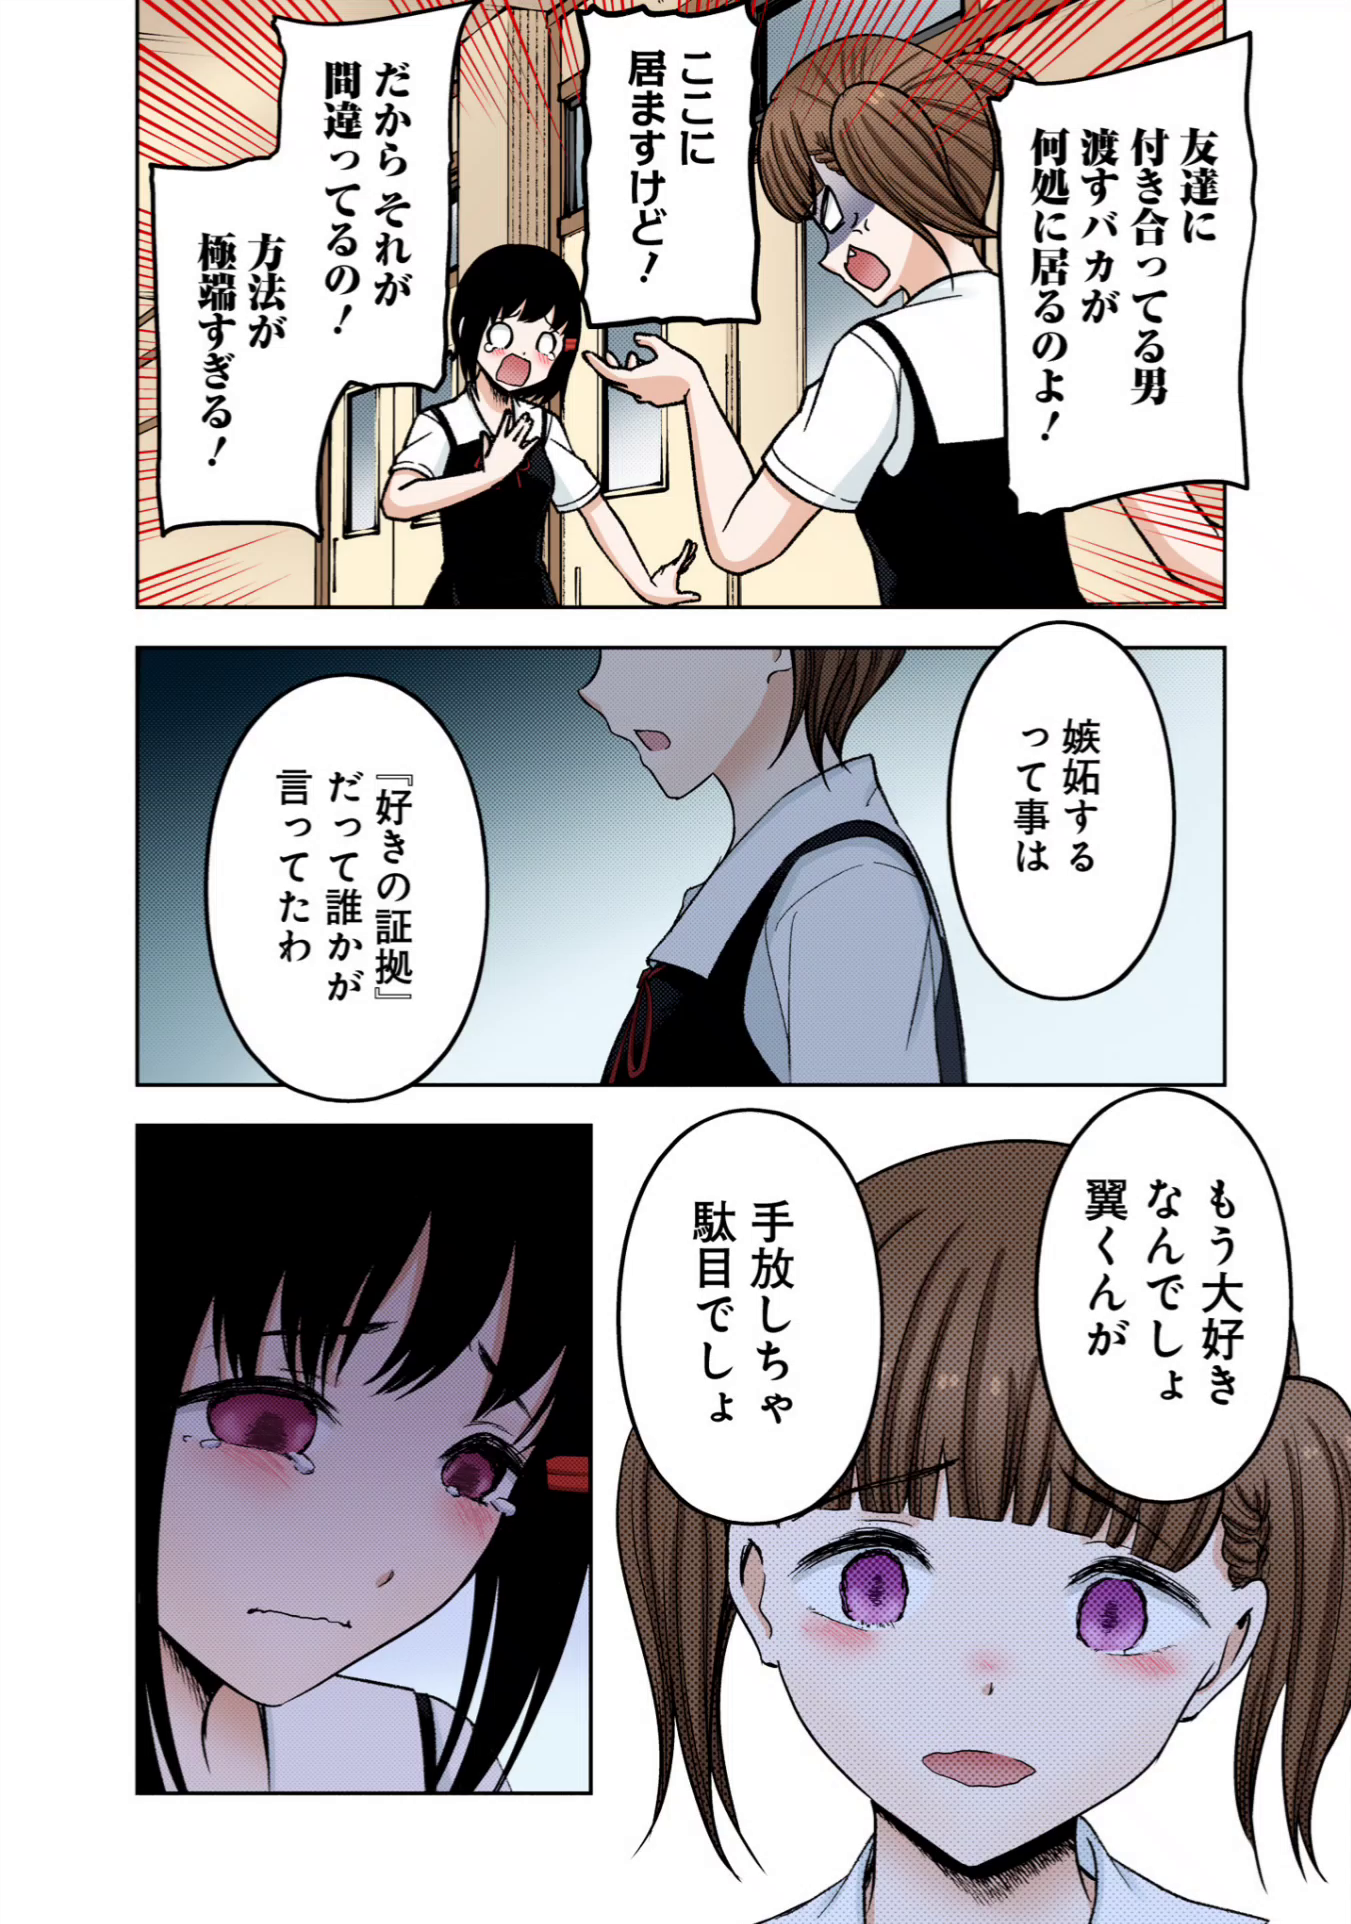 友達に
付き合ってる男
渡すバカが
何処に居るのよ！
ここに
居ますけど！
だから それが
間違ってるの！
方法が
極端すぎる！
嫉妬する
って事は
『好きの証拠』
だって誰かが
言ってたわ
もう大好き
なんでしょ
翼くんが
手放しちゃ
駄目でしょ